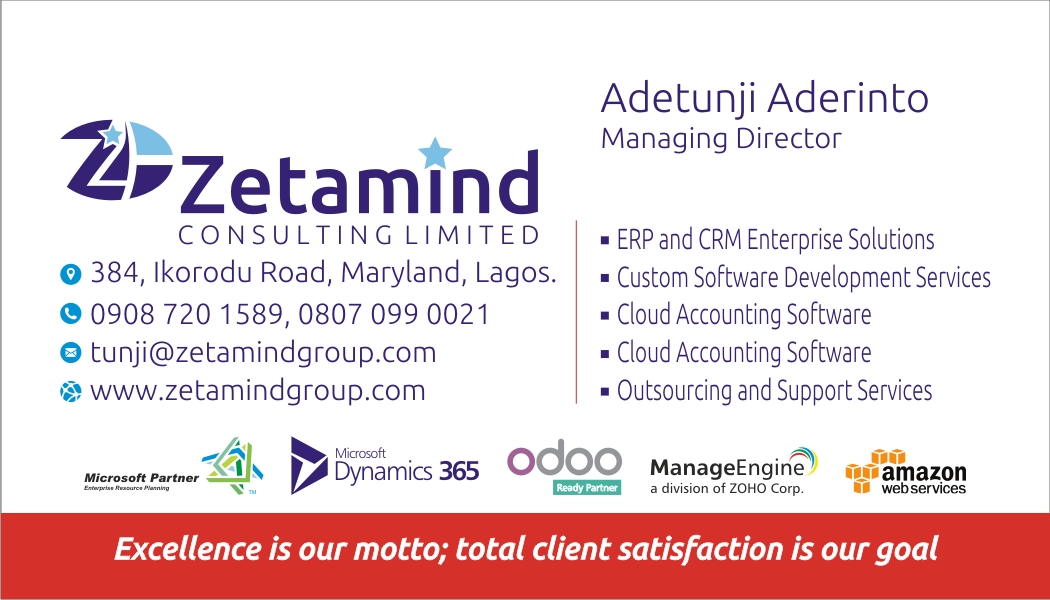 Adetunji Aderinto
Managing Director
Zetamind
CONSULTING LIMITED
384, Ikorodu Road, Maryland, Lagos.
0908 720 1589, 0807 099 0021
tunji@zetamindgroup.com
www.zetamindgroup.com
ERP and CRM Enterprise Solutions
Custom Software Development Services
Cloud Accounting Software
Cloud Accounting Software
Outsourcing and Support Services
Microsoft Partner
Enterprise Resource Planning
TM
Microsoft
Dynamics 365
odoo
Ready Partner
ManageEngine
a division of ZOHO Corp.
amazon
web services
Excellence is our motto; total client satisfaction is our goal